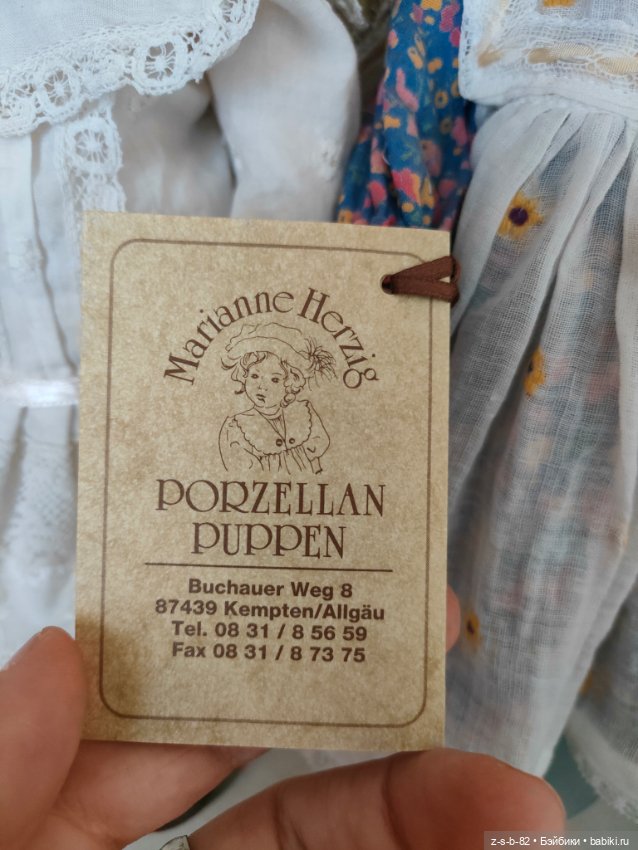 Marianne Herzig
PORZELLAN
PUPPEN
Buchauer Weg 8
87439 Kempten/Allgäu
Tel. 08 31 / 8 56 59
Fax 08 31 / 8 73 75
z-s-b-82 • Бэйбики • babiki.ru